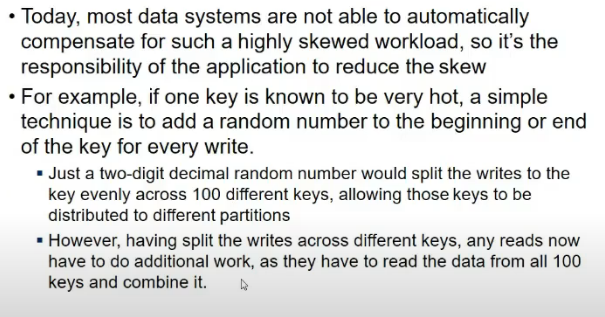 • Today, most data systems are not able to automatically
compensate for such a highly skewed workload, so it's the
responsibility of the application to reduce the skew
• For example, if one key is known to be very hot, a simple
technique is to add a random number to the beginning or end
of the key for every write.
▪ Just a two-digit decimal random number would split the writes to the
key evenly across 100 different keys, allowing those keys to be
distributed to different partitions
▪ However, having split the writes across different keys, any reads now
have to do additional work, as they have to read the data from all 100
keys and combine it.